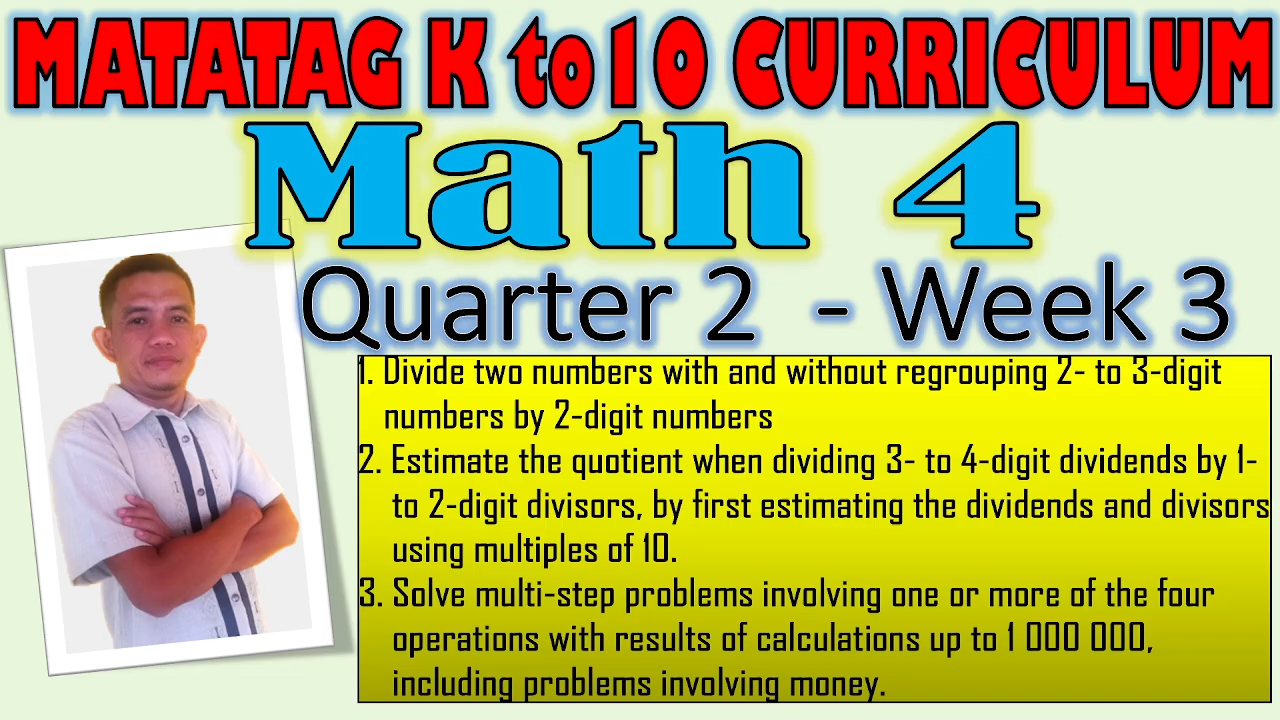 MATATAG K to 10 CURRICULUM
Math 4
Quarter 2 - Week 3
1. Divide two numbers with and without regrouping 2- to 3-digit
numbers by 2-digit numbers
2. Estimate the quotient when dividing 3- to 4-digit dividends by 1-
to 2-digit divisors, by first estimating the dividends and divisors
using multiples of 10.
3. Solve multi-step problems involving one or more of the four
operations with results of calculations up to 1 000 000,
including problems involving money.